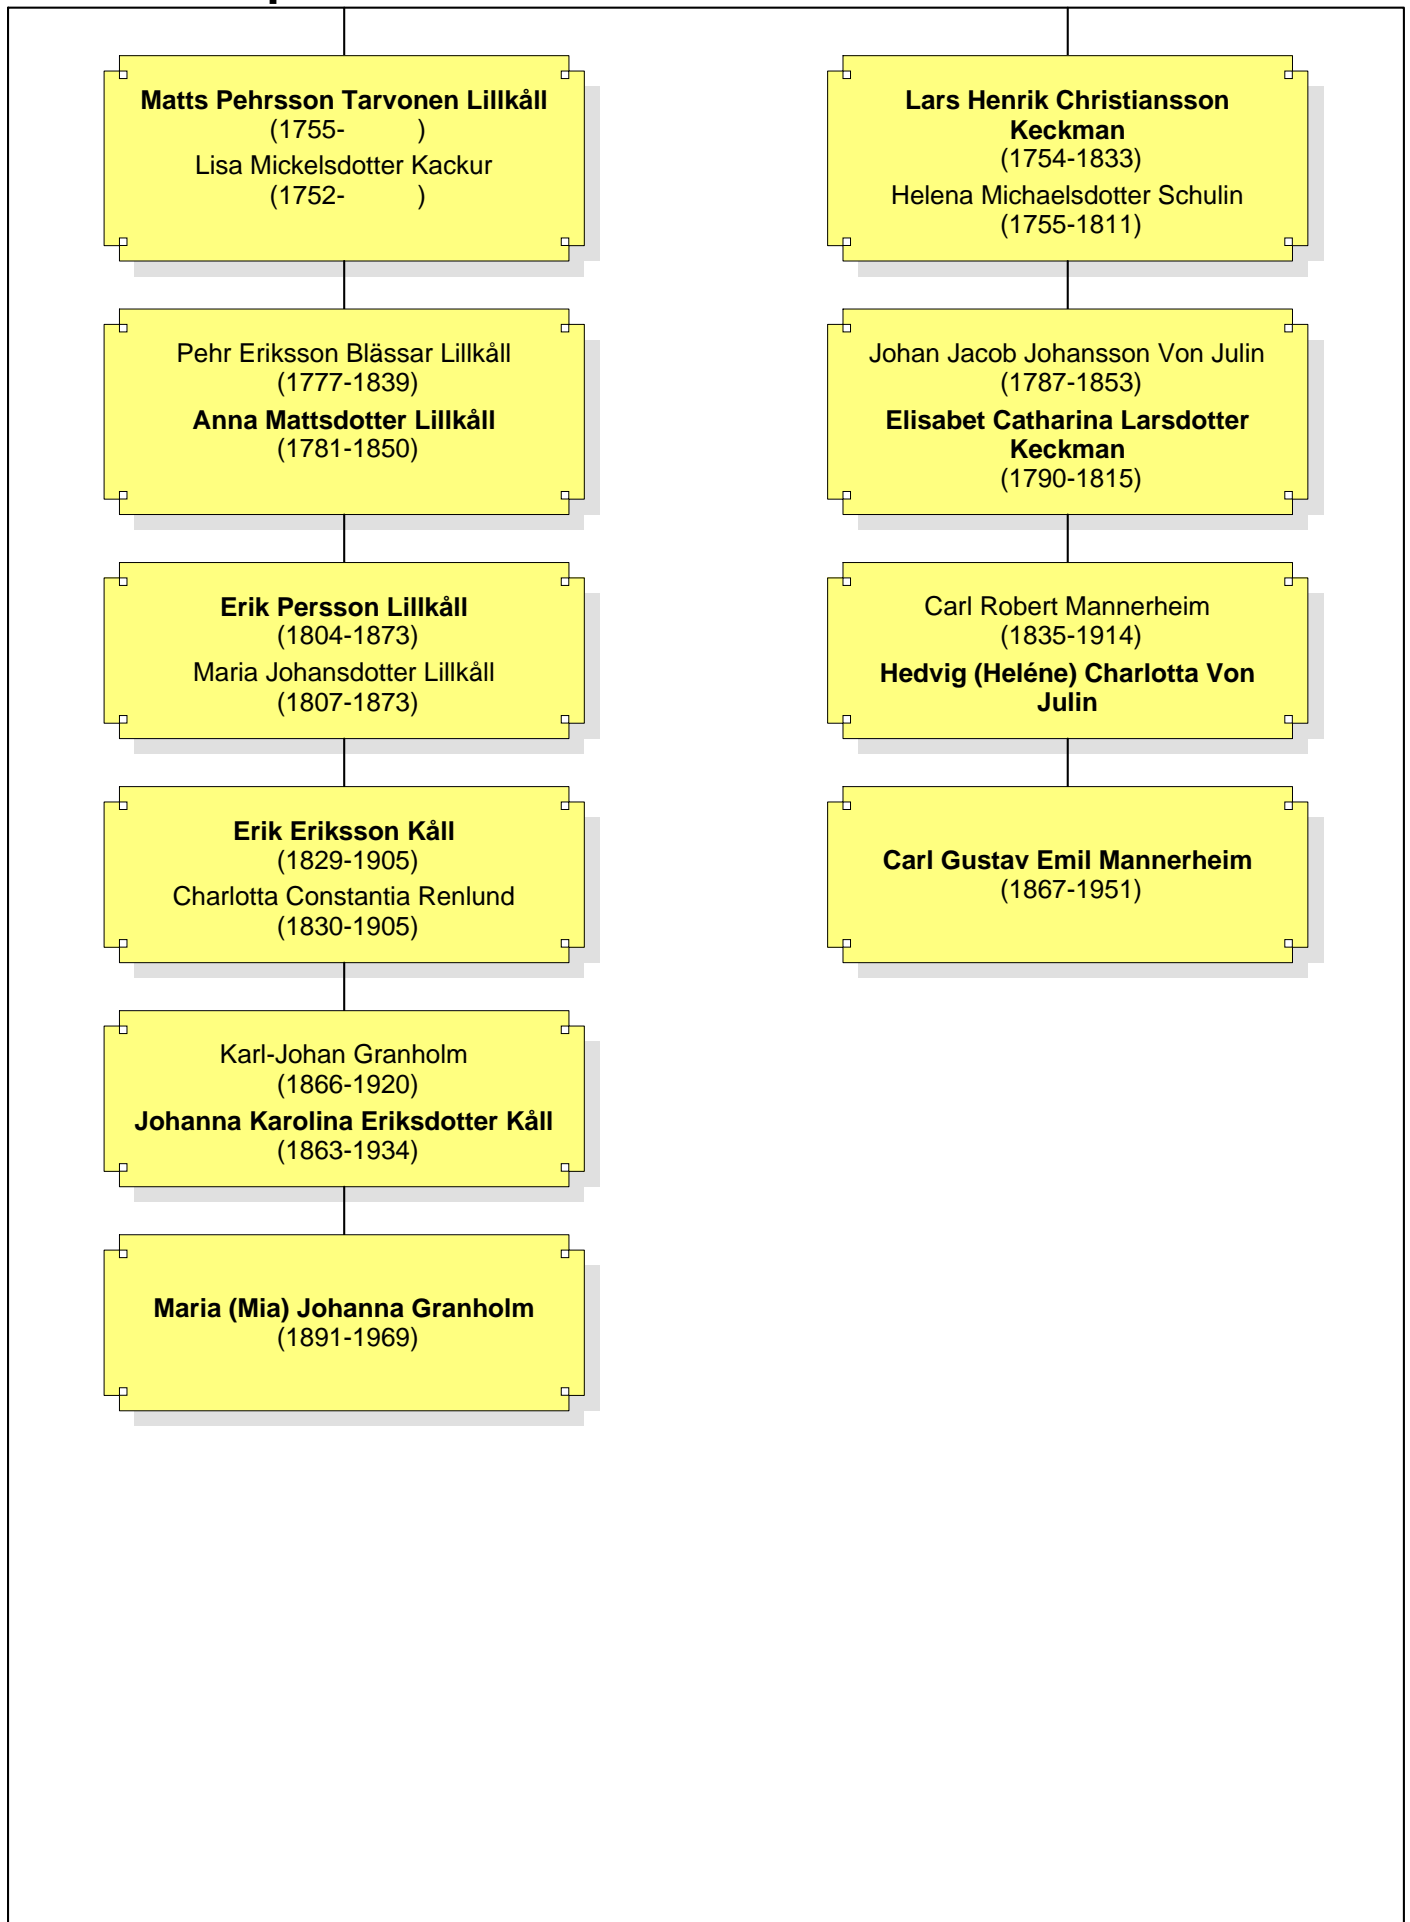 Matts Pehrsson Tarvonen Lillkåll
(1755- )
Lisa Mickelsdotter Kackur
(1752- )
Pehr Eriksson Blässar Lillkåll
(1777-1839)
Anna Mattsdotter Lillkåll
(1781-1850)
Erik Persson Lillkåll
(1804-1873)
Maria Johansdotter Lillkåll
(1807-1873)
Erik Eriksson Kåll
(1829-1905)
Charlotta Constantia Renlund
(1830-1905)
Karl-Johan Granholm
(1866-1920)
Johanna Karolina Eriksdotter Kåll
(1863-1934)
Maria (Mia) Johanna Granholm
(1891-1969)
Lars Henrik Christiansson
Keckman
(1754-1833)
Helena Michaelsdotter Schulin
(1755-1811)
Johan Jacob Johansson Von Julin
(1787-1853)
Elisabet Catharina Larsdotter
Keckman
(1790-1815)
Carl Robert Mannerheim
(1835-1914)
Hedvig (Heléne) Charlotta Von
Julin
Carl Gustav Emil Mannerheim
(1867-1951)